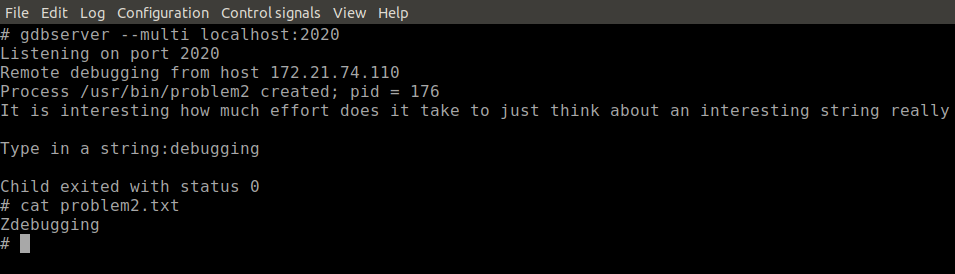 File Edit Log Configuration Control signals View Help
# gdbserver --multi localhost:2020
Listening on port 2020
Remote debugging from host 172.21.74.110
Process /usr/bin/problem2 created; pid = 176
It is interesting how much effort does it take to just think about an interesting string really
Type in a string:debugging
Child exited with status 0
# cat problem2.txt
Zdebugging
#